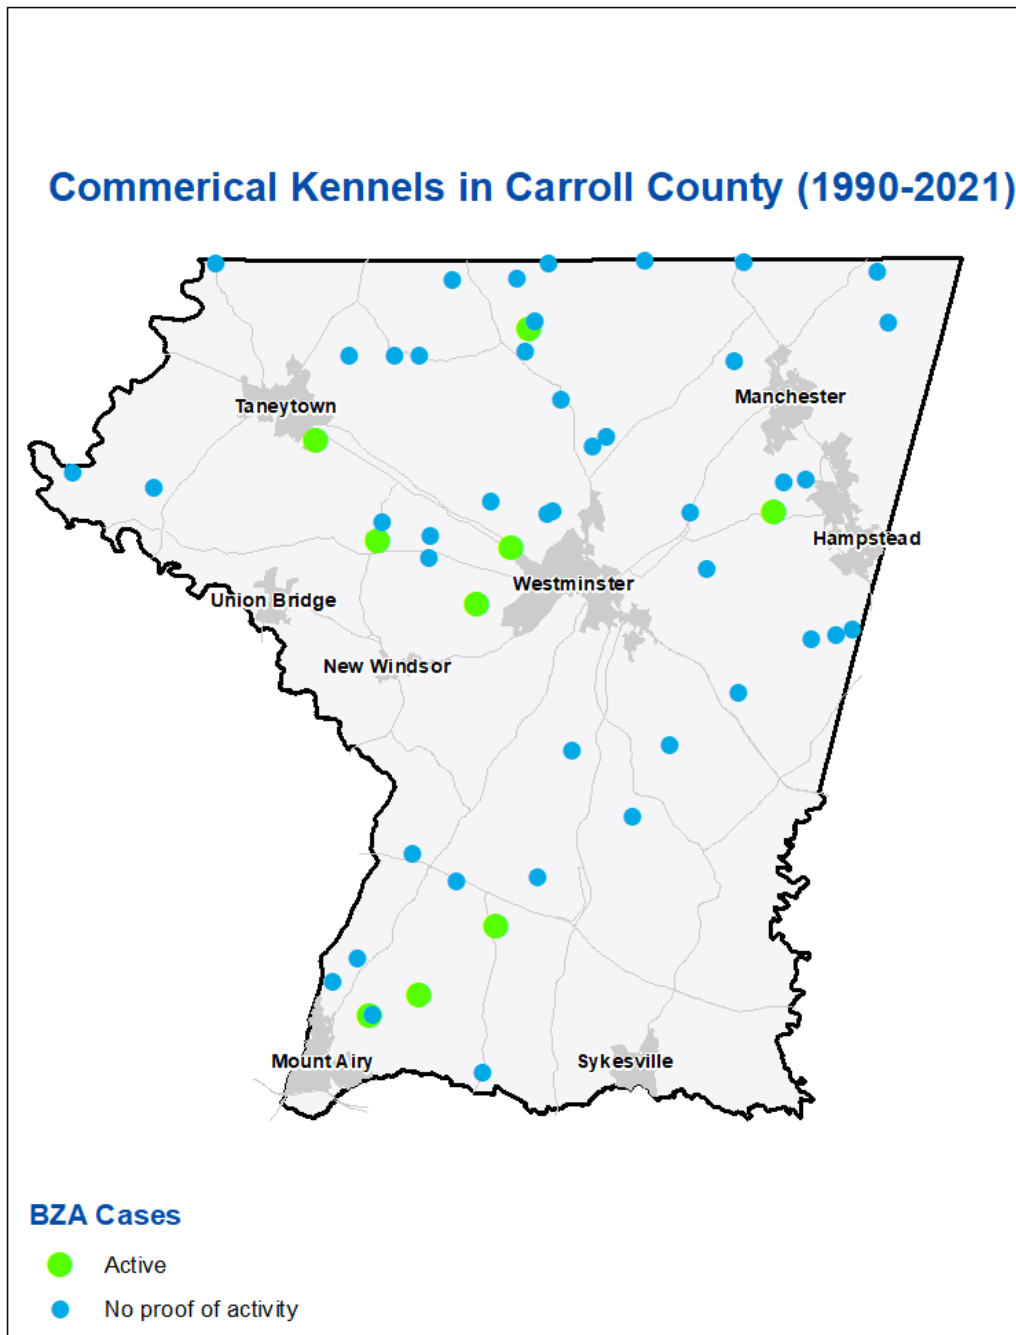 Commerical Kennels in Carroll County (1990-2021)
Taneytown
Manchester
Hampstead
Westminster
Union Bridge
New Windsor
Mount Airy
Sykesville
BZA Cases
Active
No proof of activity